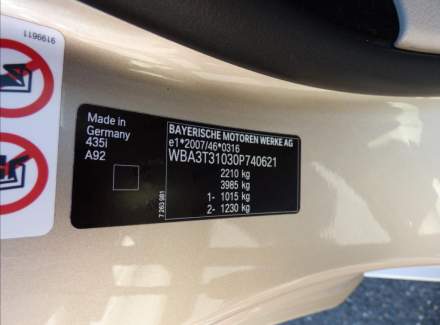 1196616
Made in
Germany
435i
A92
BAYERISCHE MOTOREN WERKE AG
e1*2007/46*0316
WBA3T31030P740621
2210 kg
3985 kg
1- 1015 kg
2- 1230 kg
7 263 981